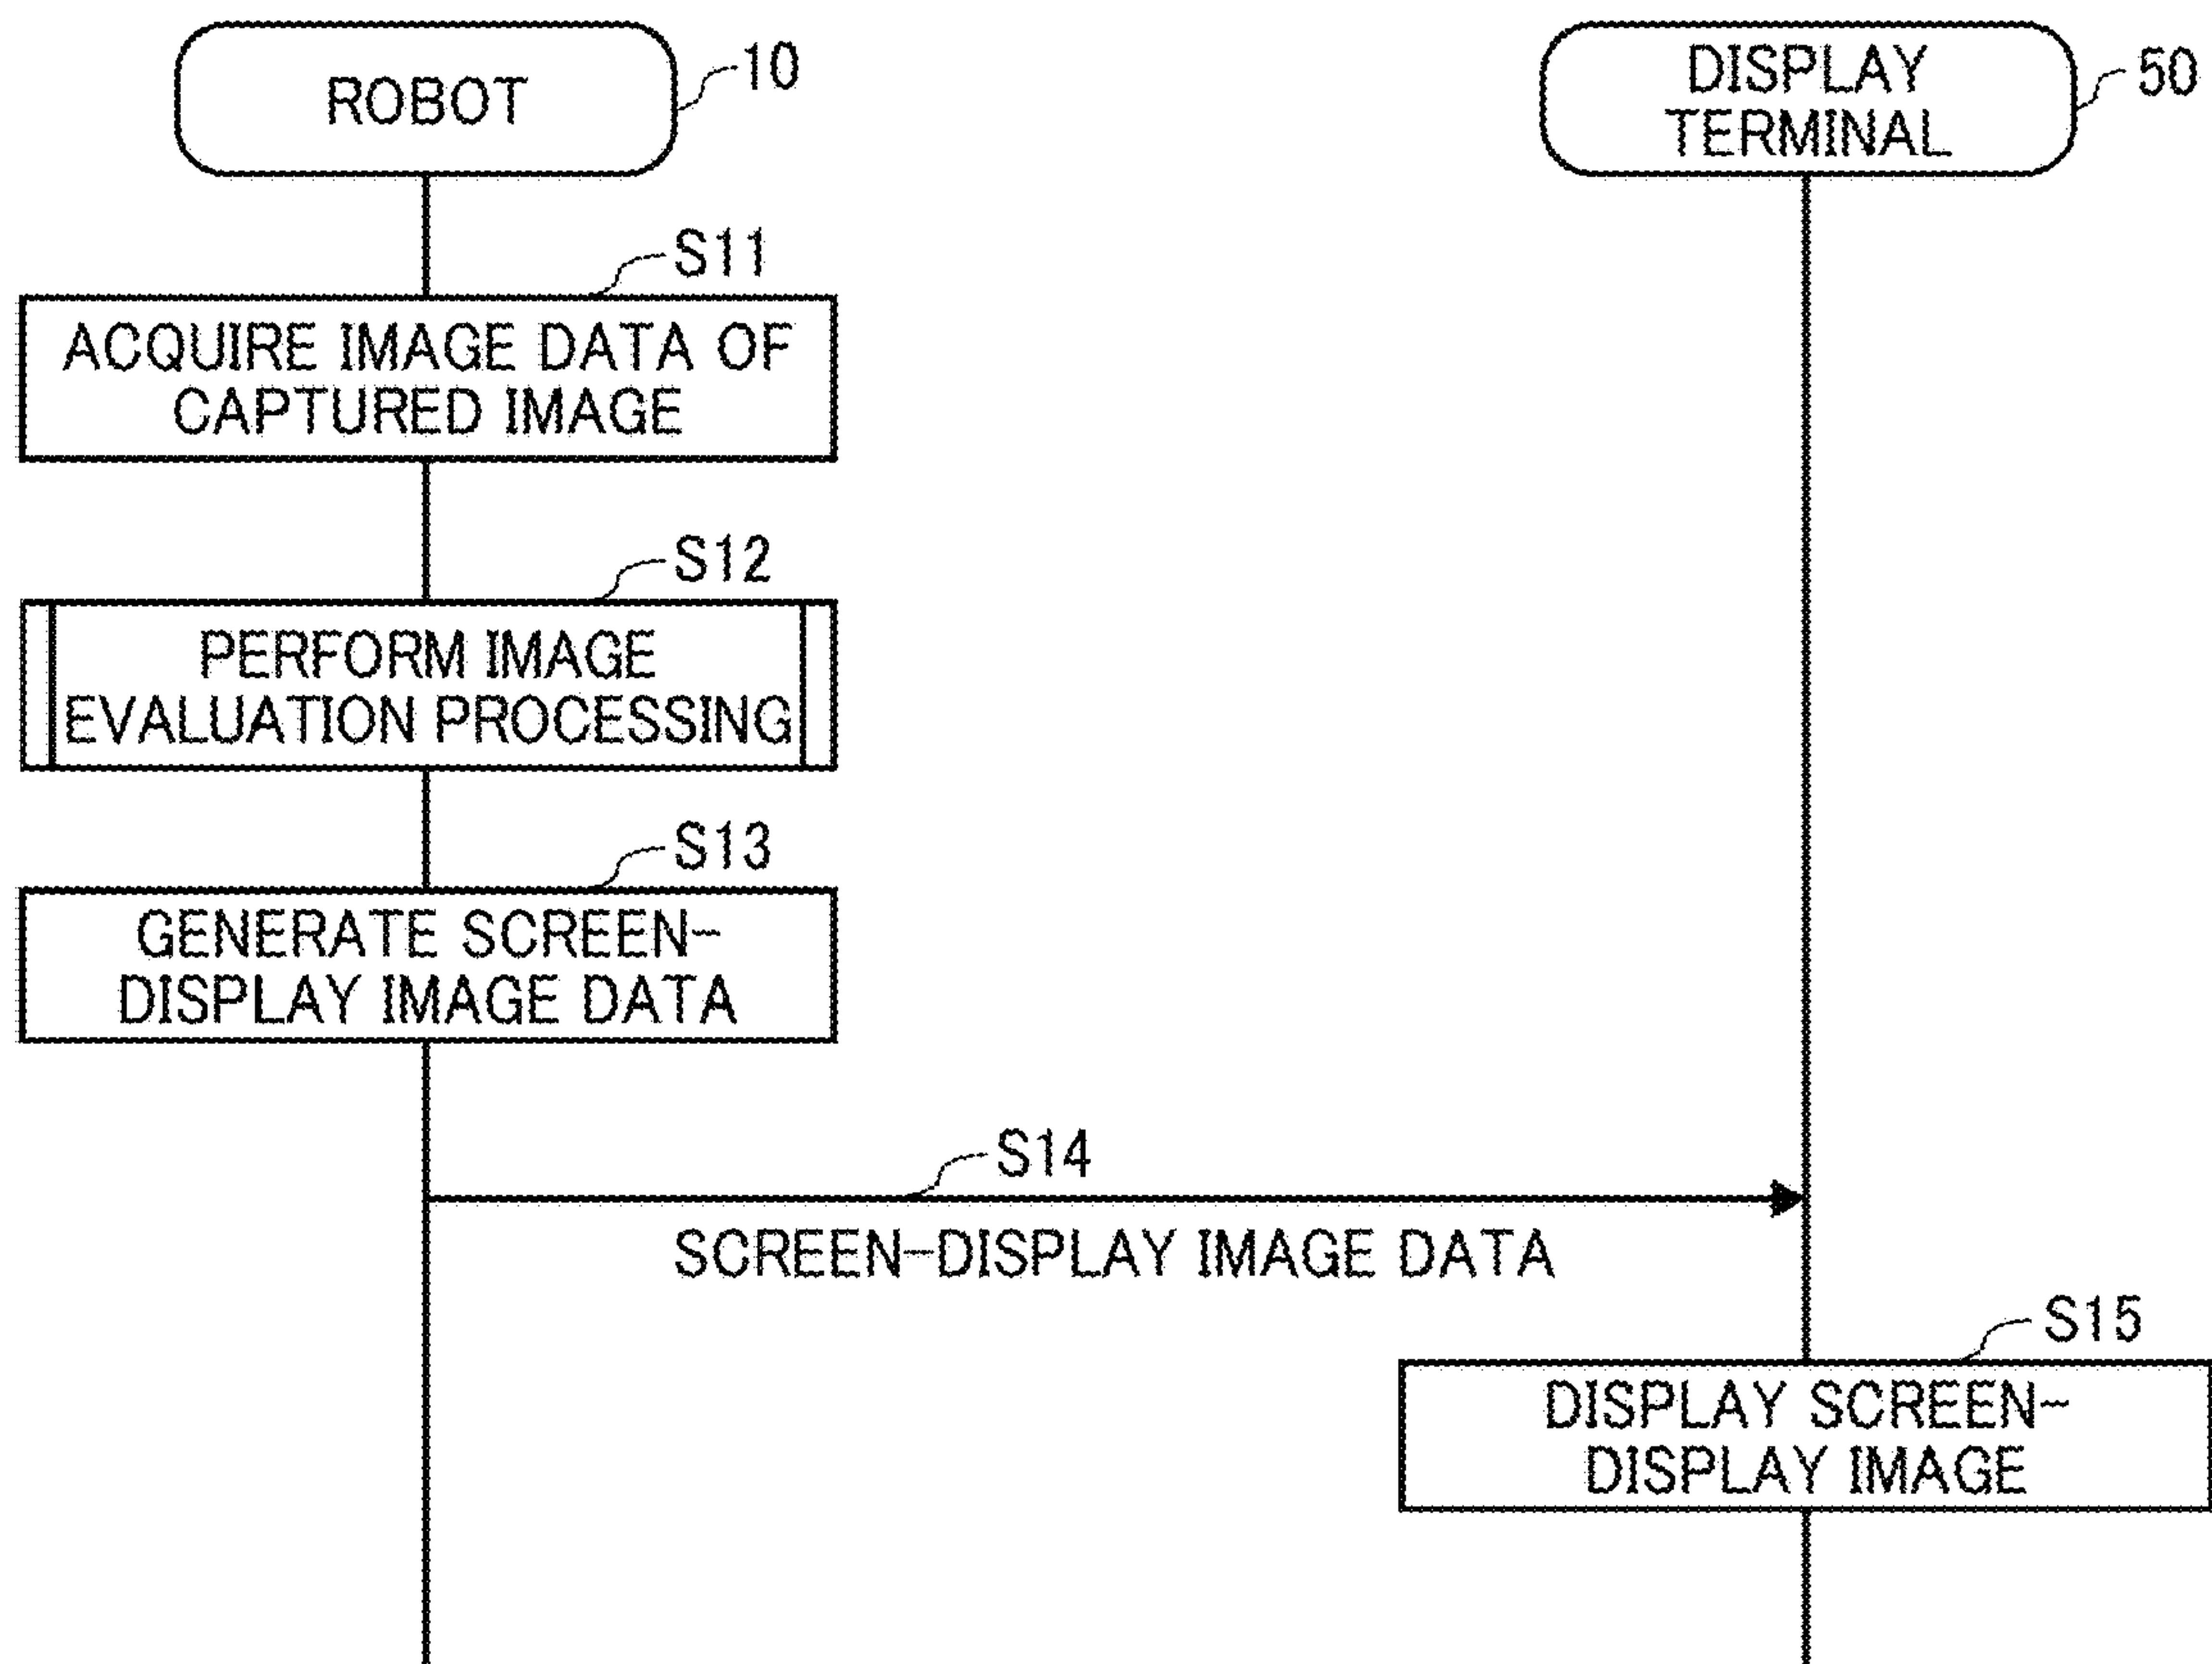 ROBOT
10
DISPLAY
TERMINAL
50
S11
ACQUIRE IMAGE DATA OF
CAPTURED IMAGE
S12
PERFORM IMAGE
EVALUATION PROCESSING
S13
GENERATE SCREEN-
DISPLAY IMAGE DATA
S14
SCREEN-DISPLAY IMAGE DATA
S15
DISPLAY SCREEN-
DISPLAY IMAGE